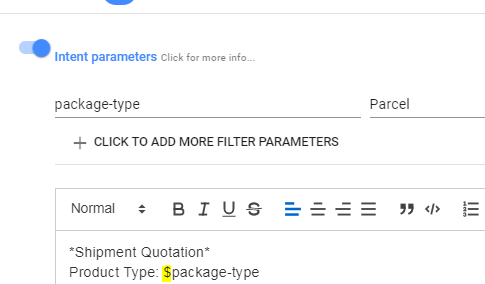 Intent parameters Click for more info...
package-type Parcel
+ CLICK TO ADD MORE FILTER PARAMETERS
Normal B I U S
*Shipment Quotation*
Product Type: $package-type